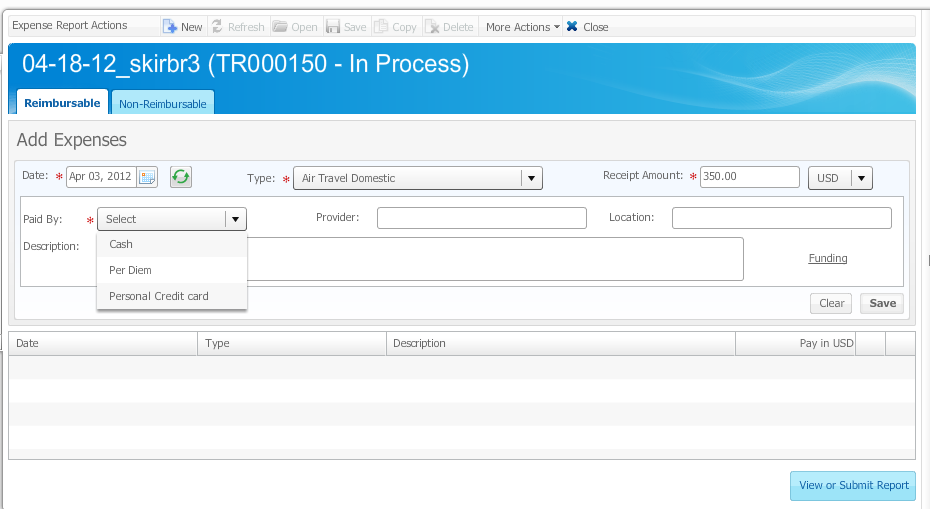 Expense Report Actions New Refresh Open Save Copy Delete More Actions Close
04-18-12_skirbr3 (TR000150 - In Process)
Reimbursable Non-Reimbursable
Add Expenses
Date: * Apr 03, 2012 Type: * Air Travel Domestic Receipt Amount: * 350.00 USD
Paid By: * Select Provider: Location:
Cash
Description:
Per Diem
Funding
Personal Credit card
Clear Save
Date Type Description Pay in USD
View or Submit Report